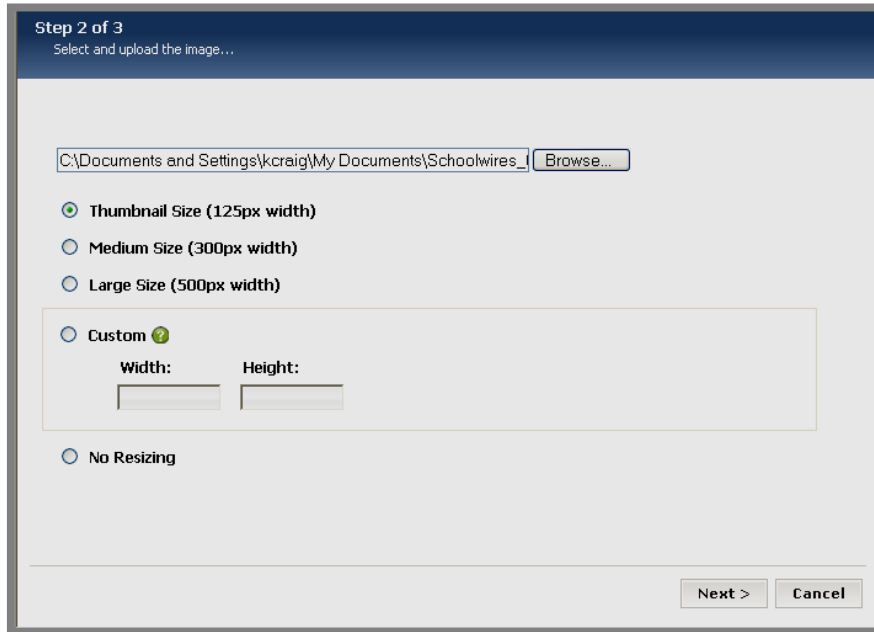 Step 2 of 3
Select and upload the image...
C:\Documents and Settings\kcraig\My Documents\Schoolwires_ Browse...
Thumbnail Size (125px width)
Medium Size (300px width)
Large Size (500px width)
Custom ?
Width: Height:
No Resizing
Next > Cancel